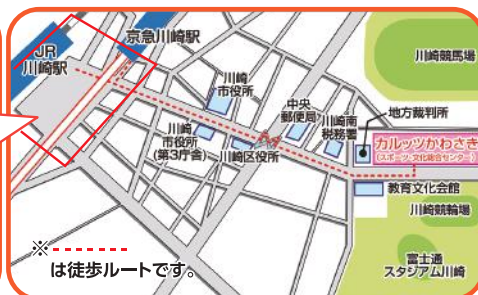 京急川崎駅
JR
川崎駅
川崎競馬場
川崎
市役所
中央
郵便局
川崎南
税務署
地方裁判所
カルッツかわさき
(スポーツ・文化総合センター)
川崎
市役所
(第3庁舎)
川崎区役所
教育文化会館
川崎競輪場
富士通
スタジアム川崎
※
は徒歩ルートです。